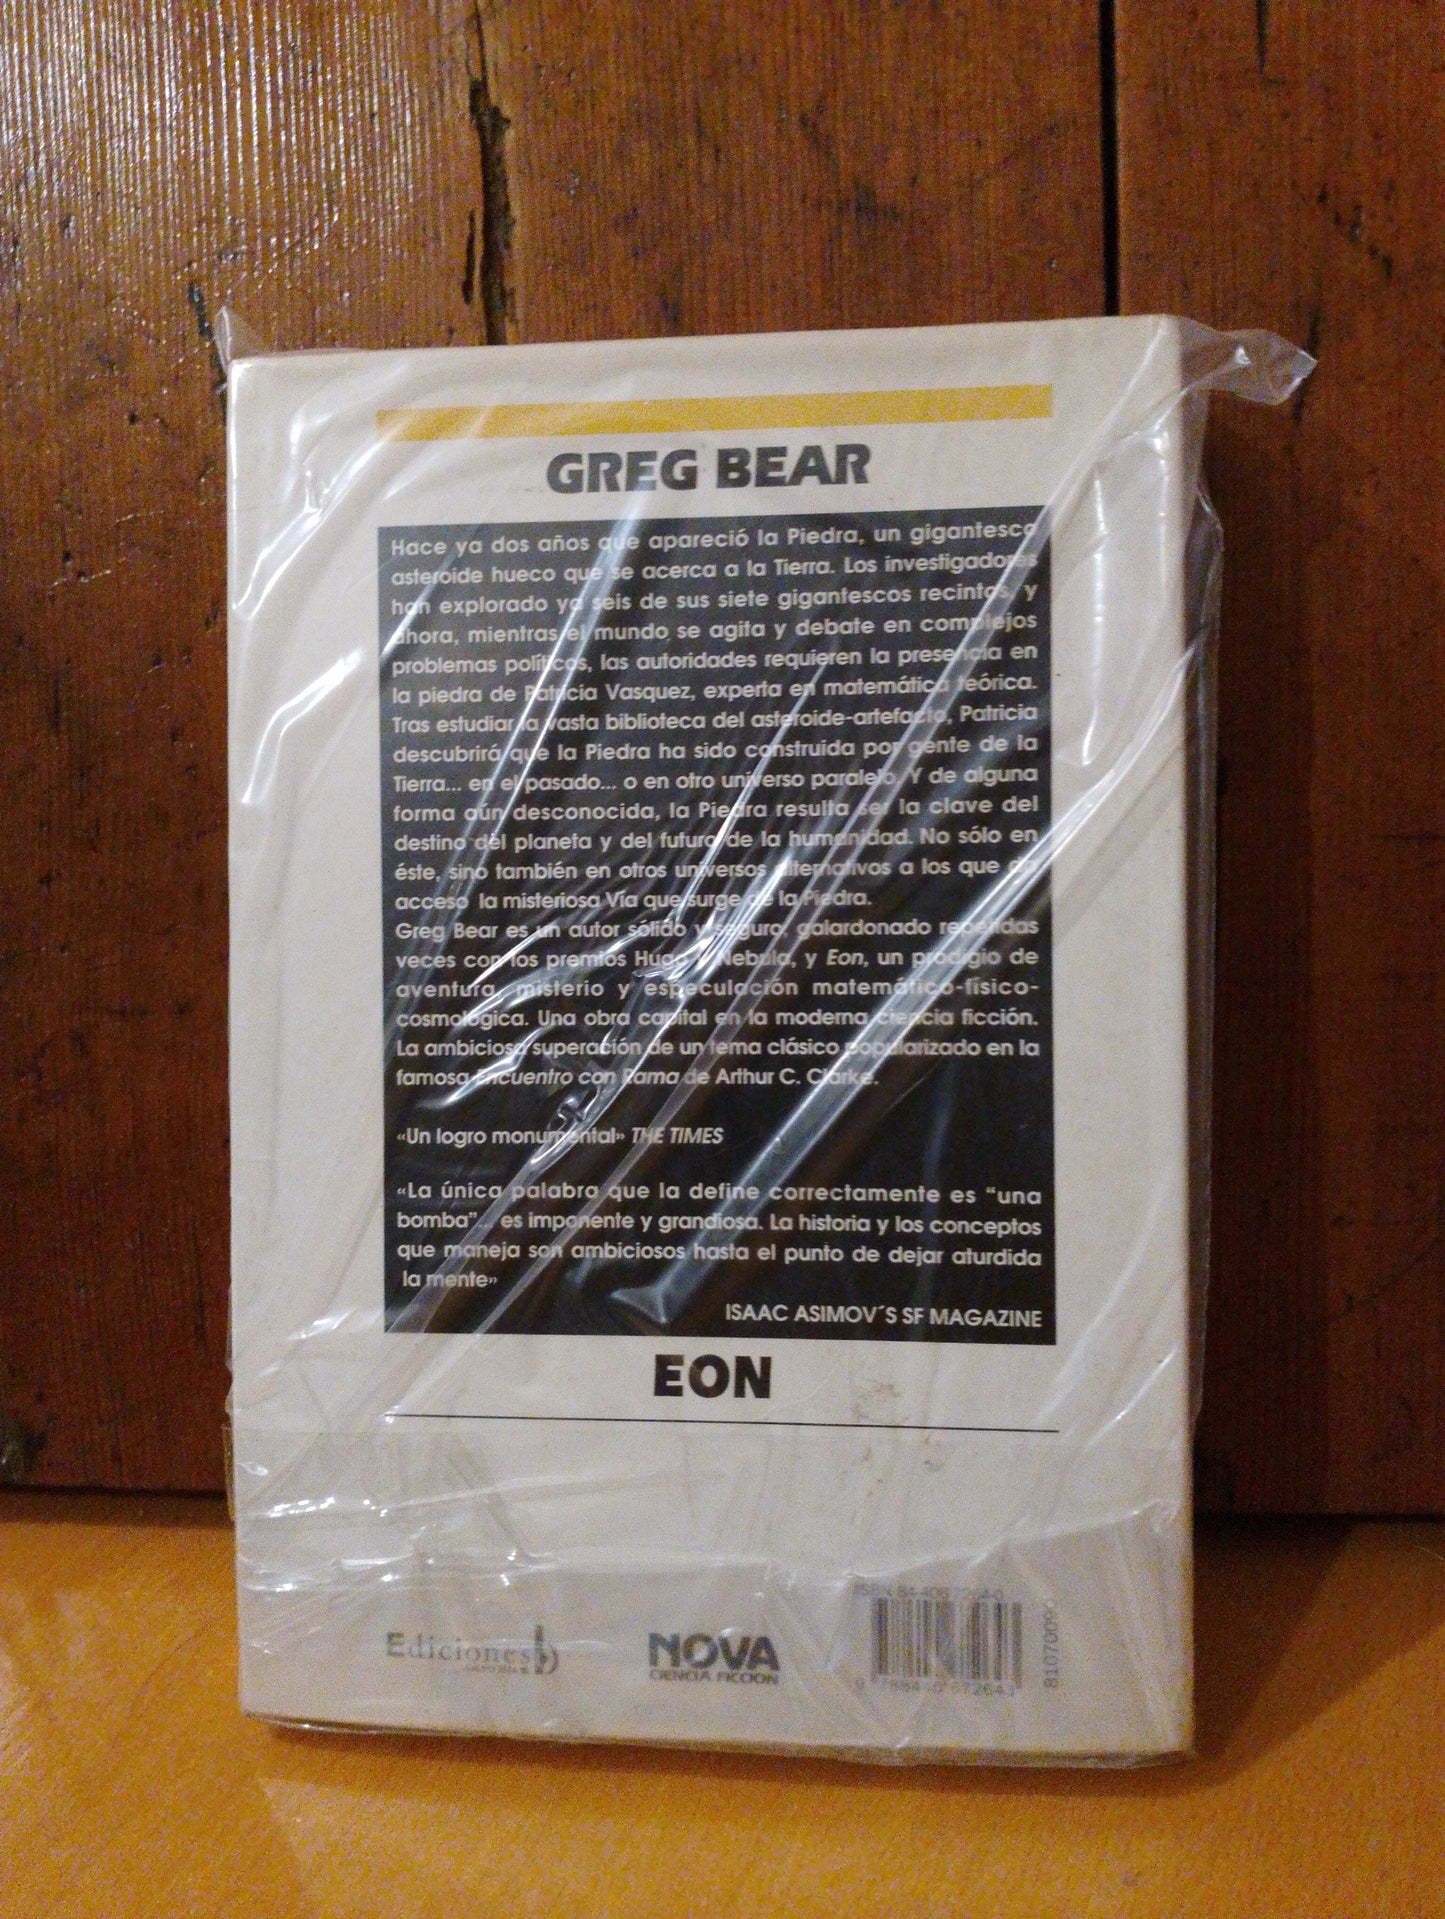 GREG BEAR
Hace ya dos años que apareció la Piedra, un gigantesco
asteroide hueco que se acerca a la Tierra. Los investigadores
han explorado ya seis de sus siete gigantescos recintos, y
ahora, mientras el mundo se agita y debate en complejos
problemas políticos, las autoridades requieren la presencia en
la piedra de Patricia Vasquez, experta en matemática teórica.
Tras estudiar la vasta biblioteca del asteroide-artefacto, Patricia
descubrirá que la Piedra ha sido construida por gente de la
Tierra... en el pasado... o en otro universo paralelo. Y de alguna
forma aún desconocida, la Piedra resulta ser la clave del
destino del planeta y del futuro de la humanidad. No sólo en
éste, sino también en otros universos alternativos a los que
acceso la misteriosa Vía que surge de la Piedra.
Greg Bear es un autor sólido y seguro, galardonado repetidas
veces con los premios Hugo y Nebula, y Eon, un prodigio de
aventura, misterio y especulación matemático-físico-
cosmológica. Una obra capital en la moderna ciencia ficción.
La ambiciosa superación de un tema clásico popularizado en la
famosa Encuentro con Rama de Arthur C. Clarke.
«Un logro monumental» THE TIMES
«La única palabra que la define correctamente es “una
bomba”... es imponente y grandiosa. La historia y los conceptos
que maneja son ambiciosos hasta el punto de dejar aturdida
la mente»
ISAAC ASIMOV´S SF MAGAZINE
EON
Ediciones b
NOVA
CIENCIA FICCION
ISBN 84-406-7264-0
9 788440 672643